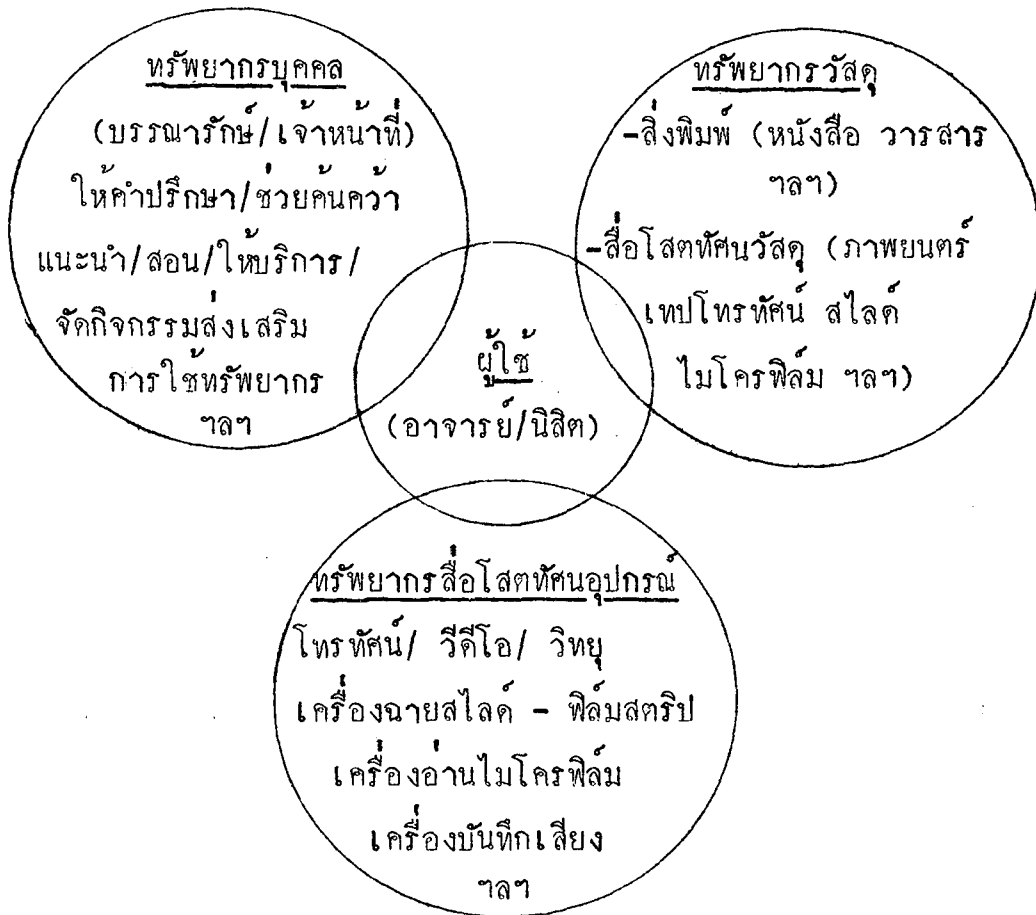 ทรัพยากรบุคคล
(บรรณารักษ์/เจ้าหน้าที่)
ให้คำปรึกษา/ช่วยค้นคว้า
แนะนำ/สอน/ให้บริการ/
จัดกิจกรรมส่งเสริม
การใช้ทรัพยากร
ฯลฯ
ทรัพยากรวัสดุ
-สิ่งพิมพ์ (หนังสือ วารสาร
ฯลฯ)
-สื่อโสตทัศนวัสดุ (ภาพยนตร์
เทปโทรทัศน์ สไลด์
ไมโครฟิล์ม ฯลฯ)
ผู้ใช้
(อาจารย์/นิสิต)
ทรัพยากรสื่อโสตทัศนอุปกรณ์
โทรทัศน์/ วีดีโอ/ วิทยุ
เครื่องฉายสไลด์ - ฟิล์มสตริป
เครื่องอ่านไมโครฟิล์ม
เครื่องบันทึกเสียง
ฯลฯ